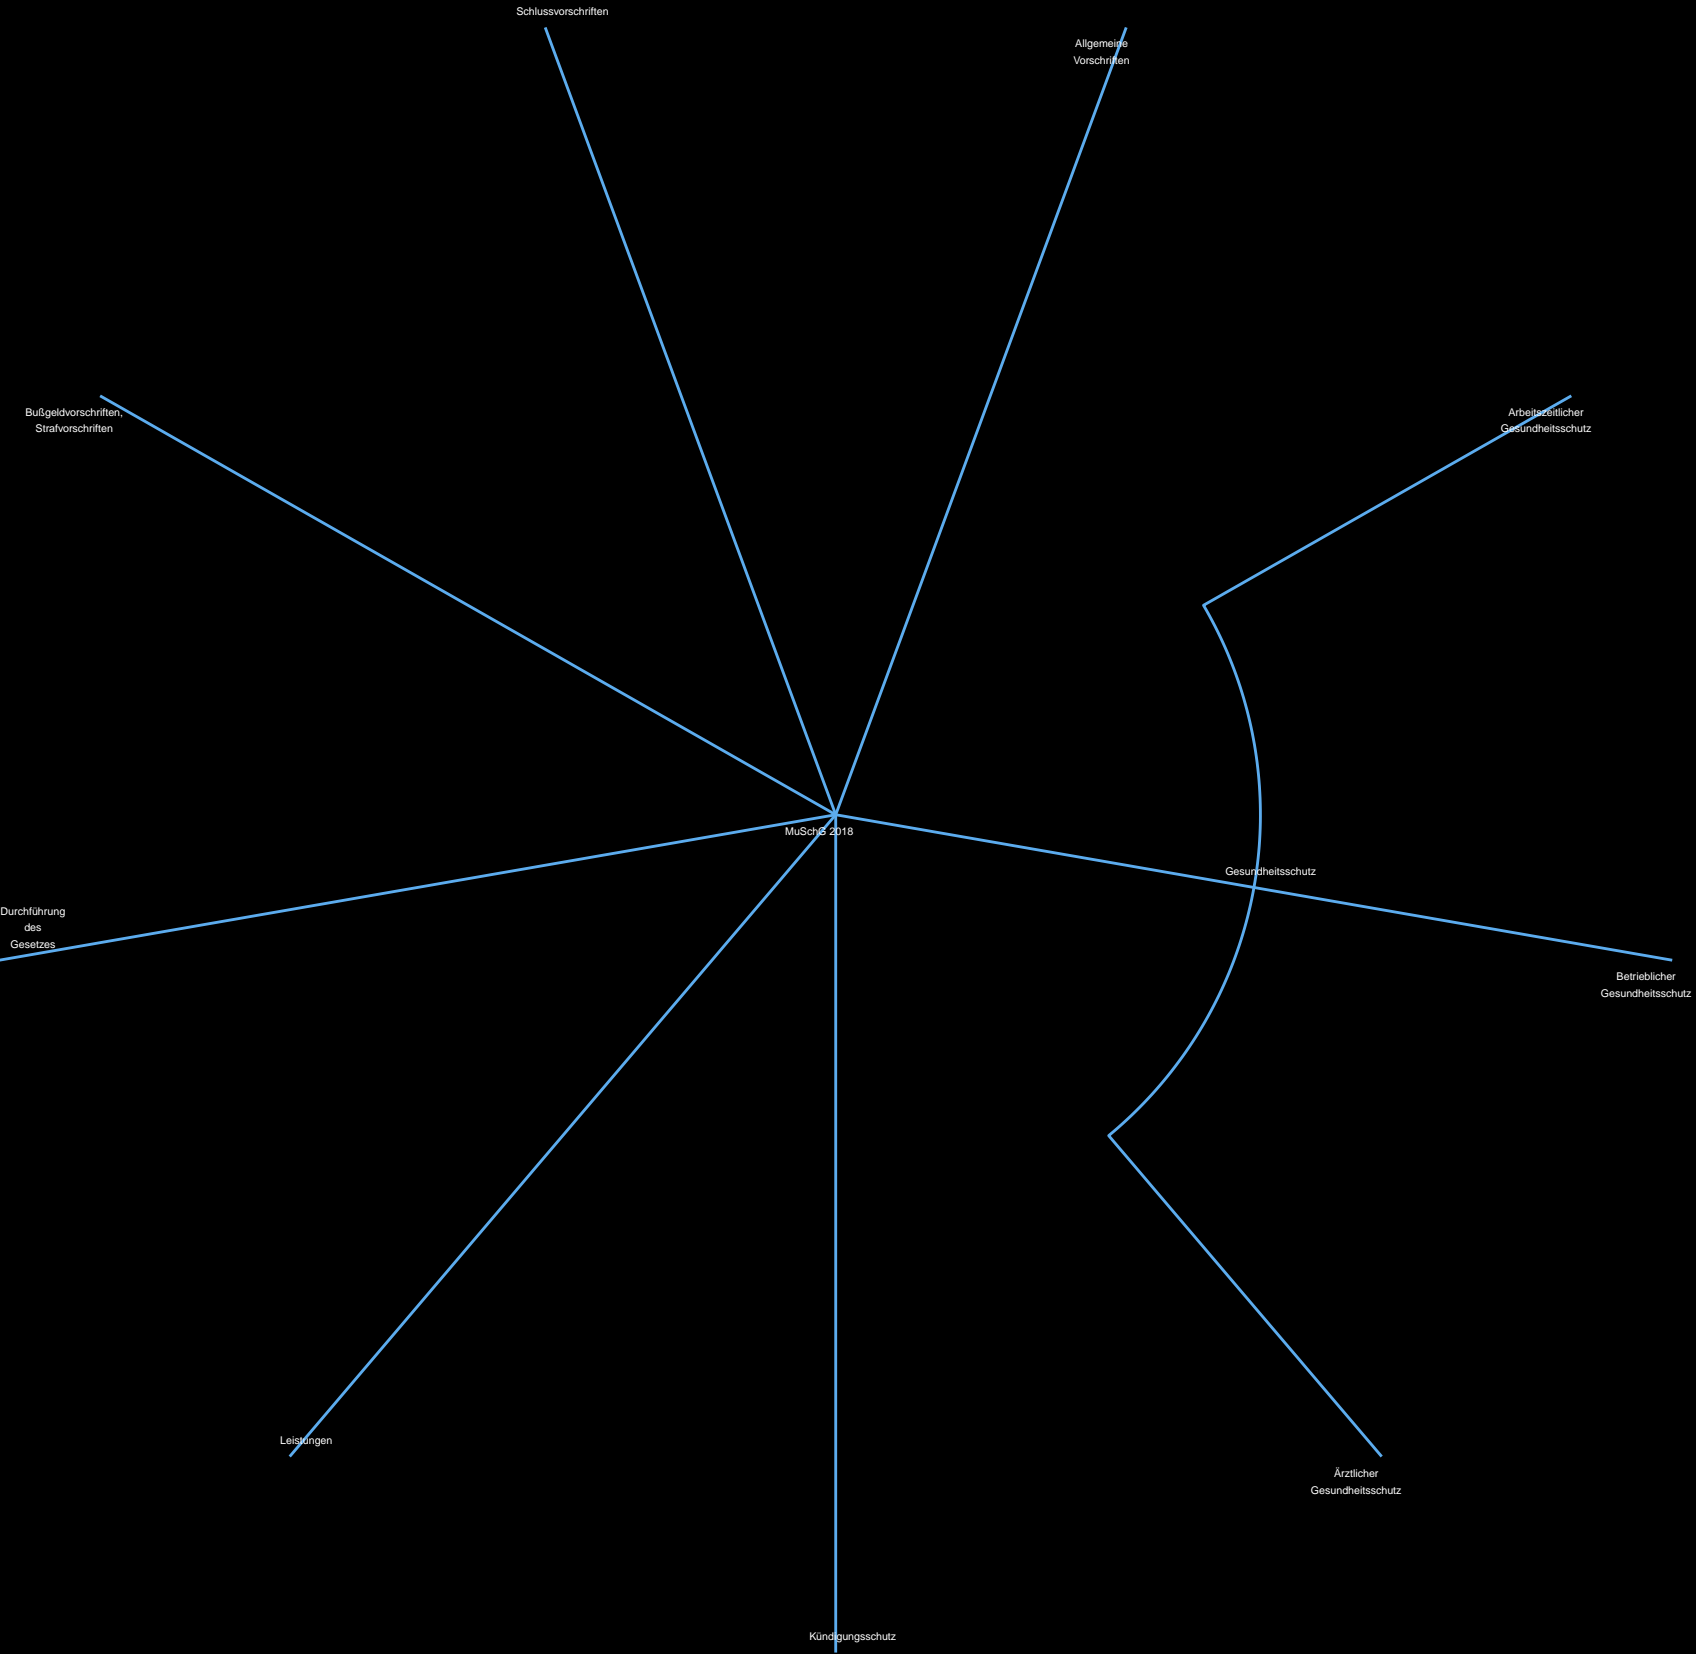 Schlussvorschriften
Allgemeine
Vorschriften
Bußgeldvorschriften,
Strafvorschriften
Arbeitszeitlicher
Gesundheitsschutz
MuSchG 2018
Gesundheitsschutz
Durchführung
des
Gesetzes
Betrieblicher
Gesundheitsschutz
Leistungen
Ärztlicher
Gesundheitsschutz
Kündigungsschutz